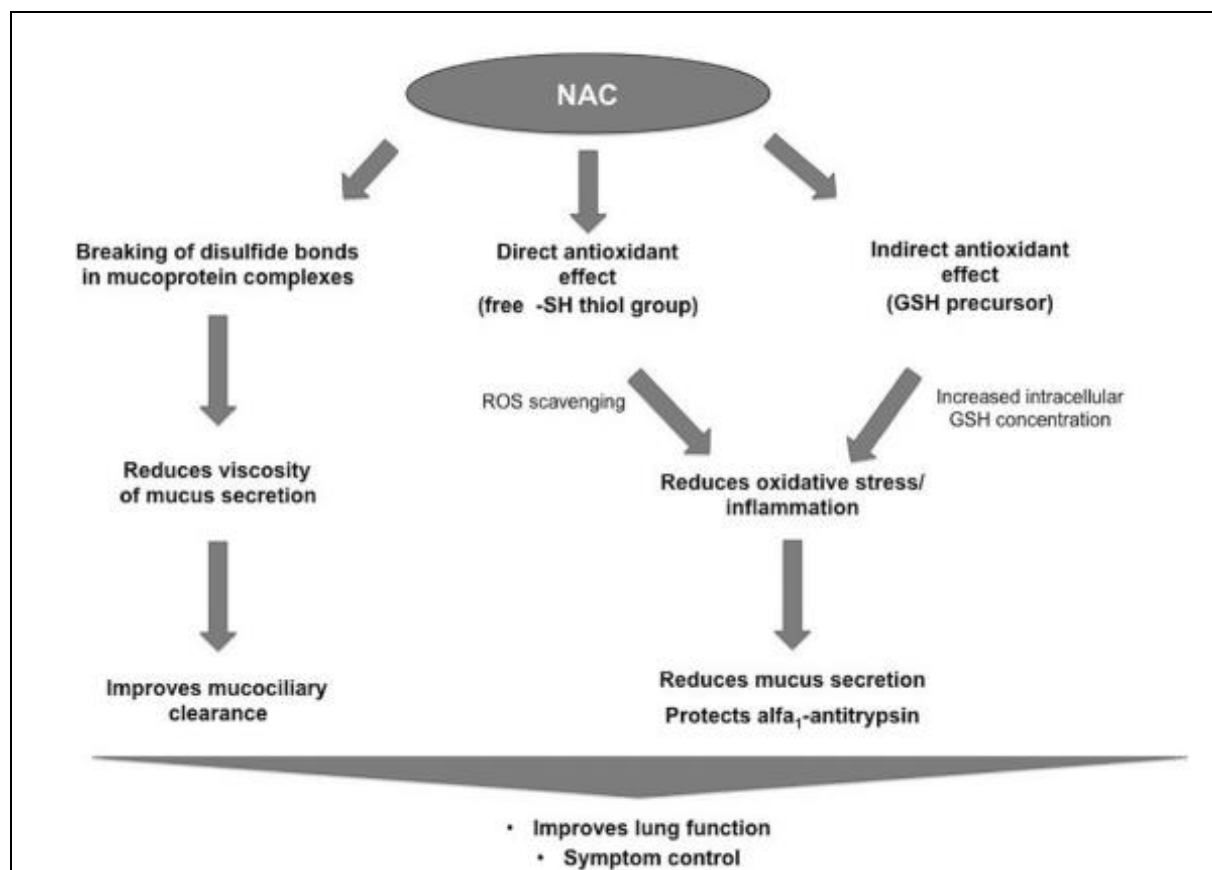 NAC
Breaking of disulfide bonds
in mucoprotein complexes
Direct antioxidant
effect
(free -SH thiol group)
Indirect antioxidant
effect
(GSH precursor)
ROS scavenging
Increased intracellular
GSH concentration
Reduces viscosity
of mucus secretion
Reduces oxidative stress/
inflammation
Improves mucociliary
clearance
Reduces mucus secretion
Protects alfa₁-antitrypsin
• Improves lung function
• Symptom control